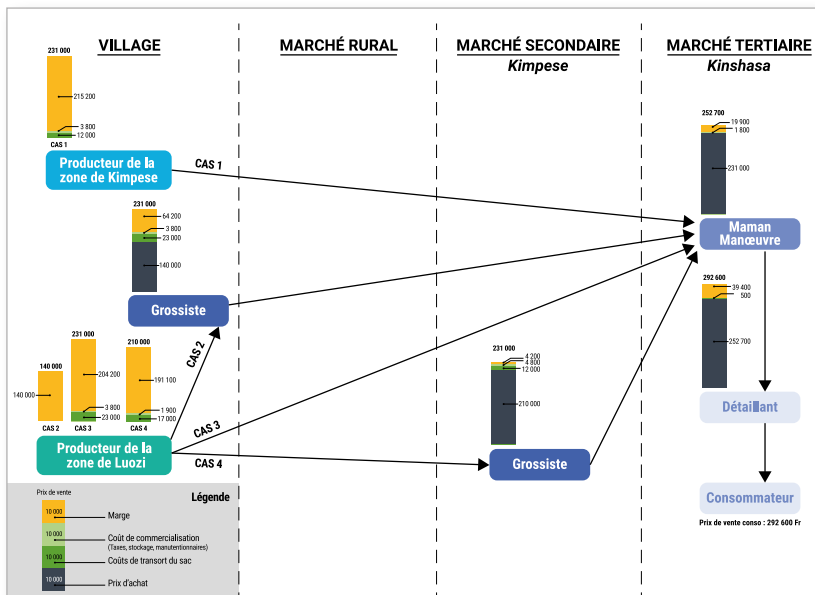 VILLAGE
MARCHÉ RURAL
MARCHÉ SECONDAIRE
Kimpese
MARCHÉ TERTIAIRE
Kinshasa
231 000
215 200
3 800
12 000
CAS 1
Producteur de la
zone de Kimpese
CAS 1
252 700
19 900
1 800
231 000
Maman
Manœuvre
231 000
64 200
3 800
23 000
140 000
Grossiste
CAS 2
292 600
39 400
500
252 700
Détaillant
140 000
140 000
CAS 2
231 000
204 200
3 800
23 000
CAS 3
210 000
191 100
1 900
17 000
CAS 4
Producteur de la
zone de Luozi
CAS 3
CAS 4
231 000
4 200
4 800
12 000
210 000
Grossiste
Consommateur
Prix de vente conso : 292 600 Fr
Légende
Prix de vente
10 000
Marge
10 000
Coût de commercialisation
(Taxes, stockage, manutentionnaires)
10 000
Coûts de transort du sac
10 000
Prix d'achat